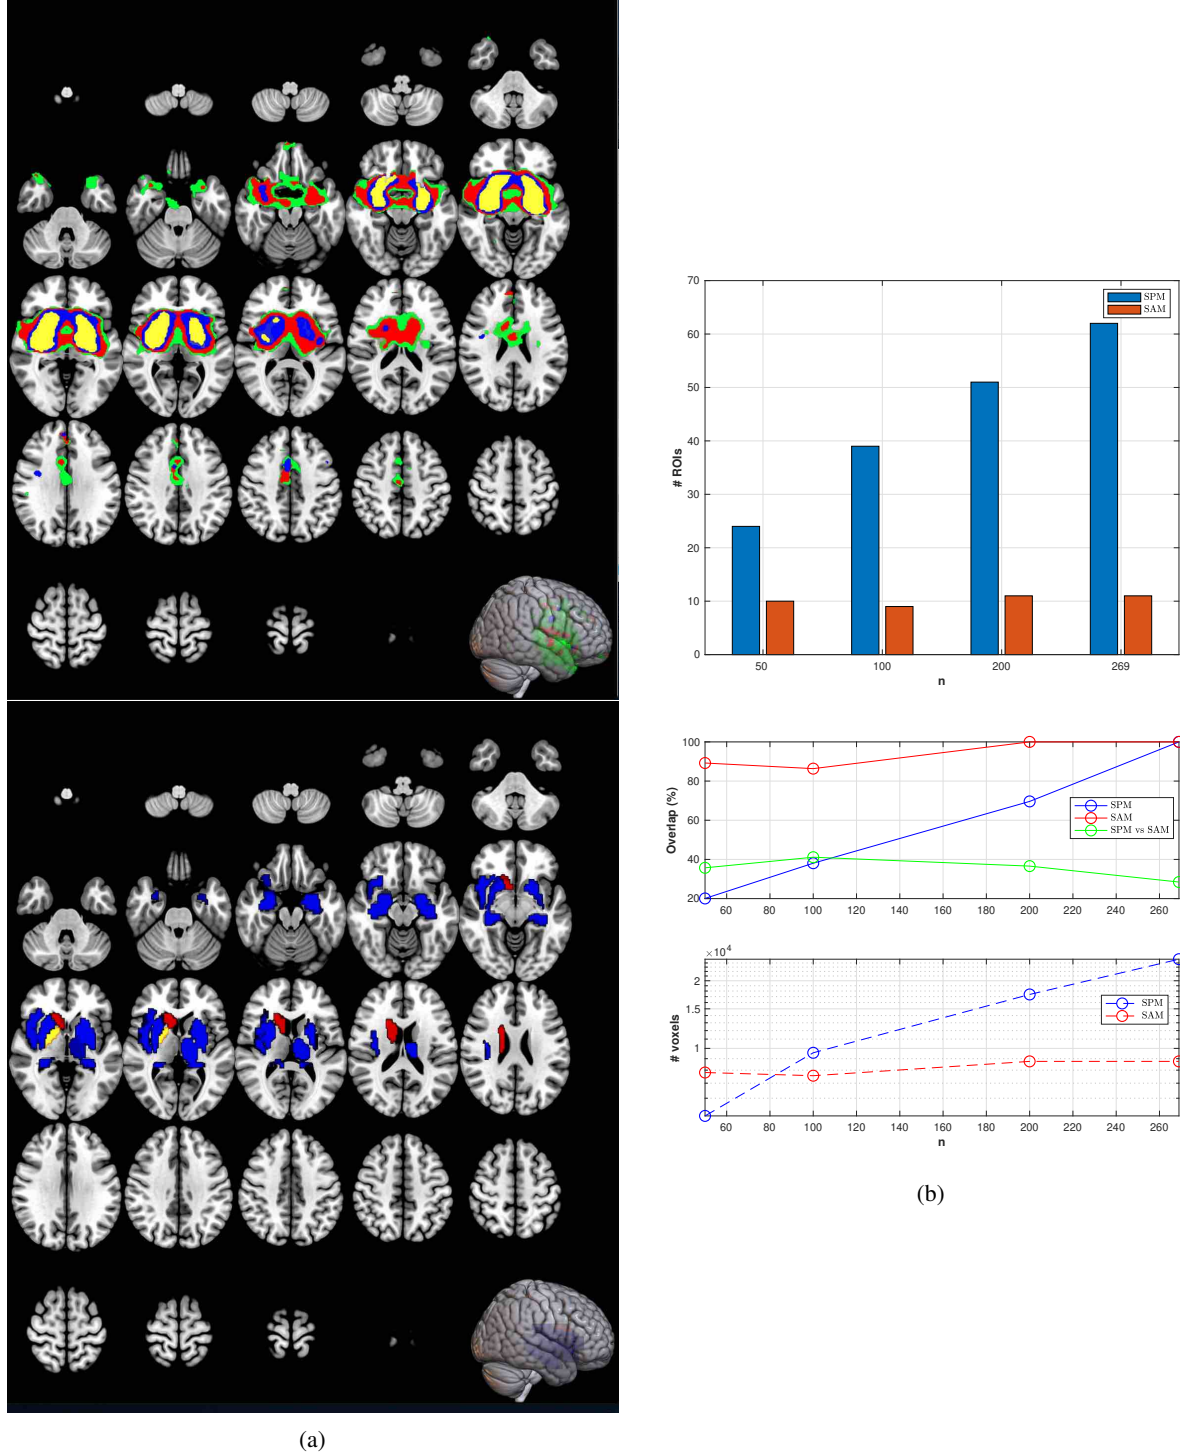 70
60
50
40
30
20
10
0
# ROIs
SPM
SAM
50 100 200 269
n
100
80
60
40
20
Overlap (%)
SPM
SAM
SPM vs SAM
60 80 100 120 140 160 180 200 220 240 260
×10⁴
2
1.5
1
# voxels
SPM
SAM
60 80 100 120 140 160 180 200 220 240 260
n
(b)
(a)